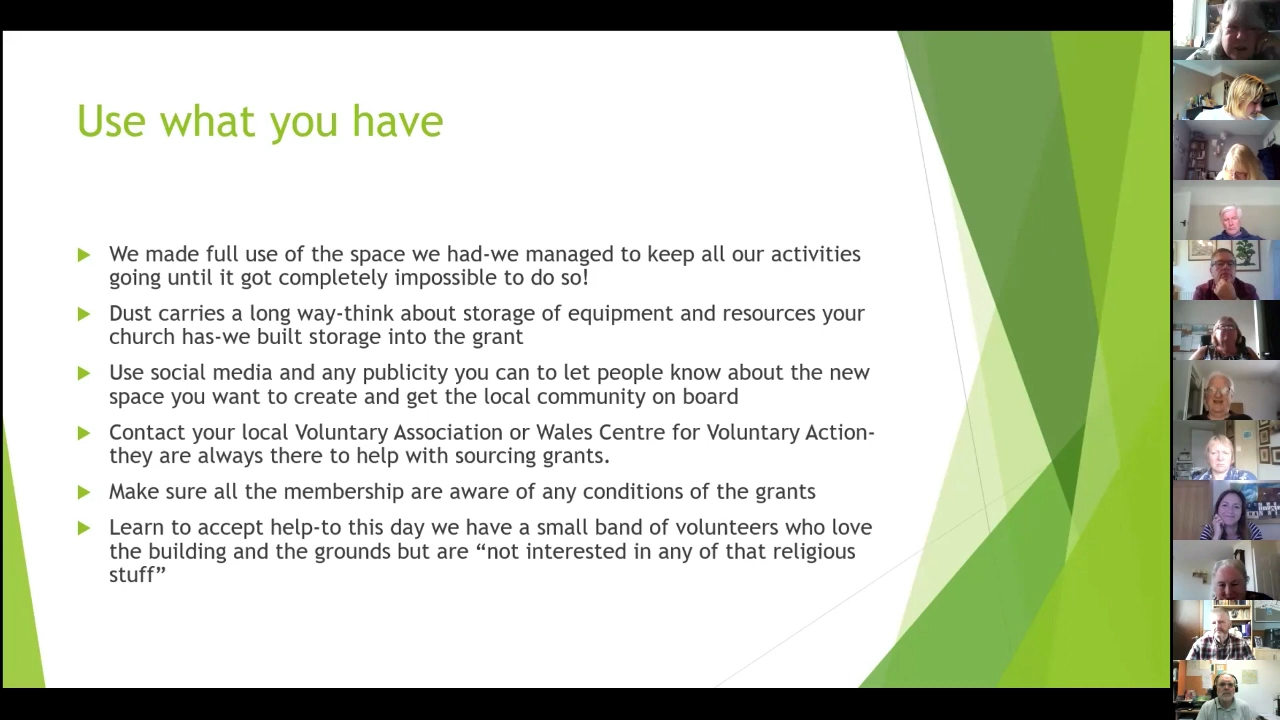 Use what you have
We made full use of the space we had-we managed to keep all our activities
going until it got completely impossible to do so!
Dust carries a long way-think about storage of equipment and resources your
church has-we built storage into the grant
Use social media and any publicity you can to let people know about the new
space you want to create and get the local community on board
Contact your local Voluntary Association or Wales Centre for Voluntary Action-
they are always there to help with sourcing grants.
Make sure all the membership are aware of any conditions of the grants
Learn to accept help-to this day we have a small band of volunteers who love
the building and the grounds but are “not interested in any of that religious
stuff”